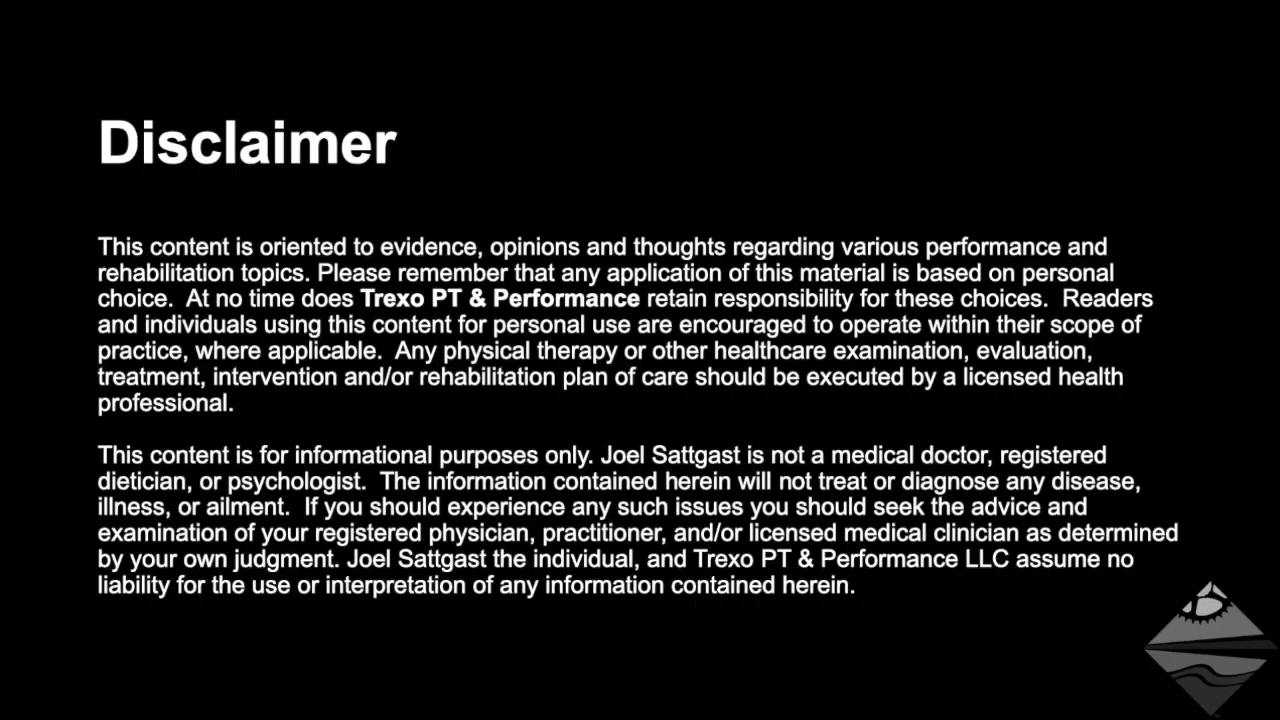 Disclaimer
This content is oriented to evidence, opinions and thoughts regarding various performance and
rehabilitation topics. Please remember that any application of this material is based on personal
choice.  At no time does Trexo PT & Performance retain responsibility for these choices.  Readers
and individuals using this content for personal use are encouraged to operate within their scope of
practice, where applicable.  Any physical therapy or other healthcare examination, evaluation,
treatment, intervention and/or rehabilitation plan of care should be executed by a licensed health
professional.
This content is for informational purposes only. Joel Sattgast is not a medical doctor, registered
dietician, or psychologist.  The information contained herein will not treat or diagnose any disease,
illness, or ailment.  If you should experience any such issues you should seek the advice and
examination of your registered physician, practitioner, and/or licensed medical clinician as determined
by your own judgment. Joel Sattgast the individual, and Trexo PT & Performance LLC assume no
liability for the use or interpretation of any information contained herein.